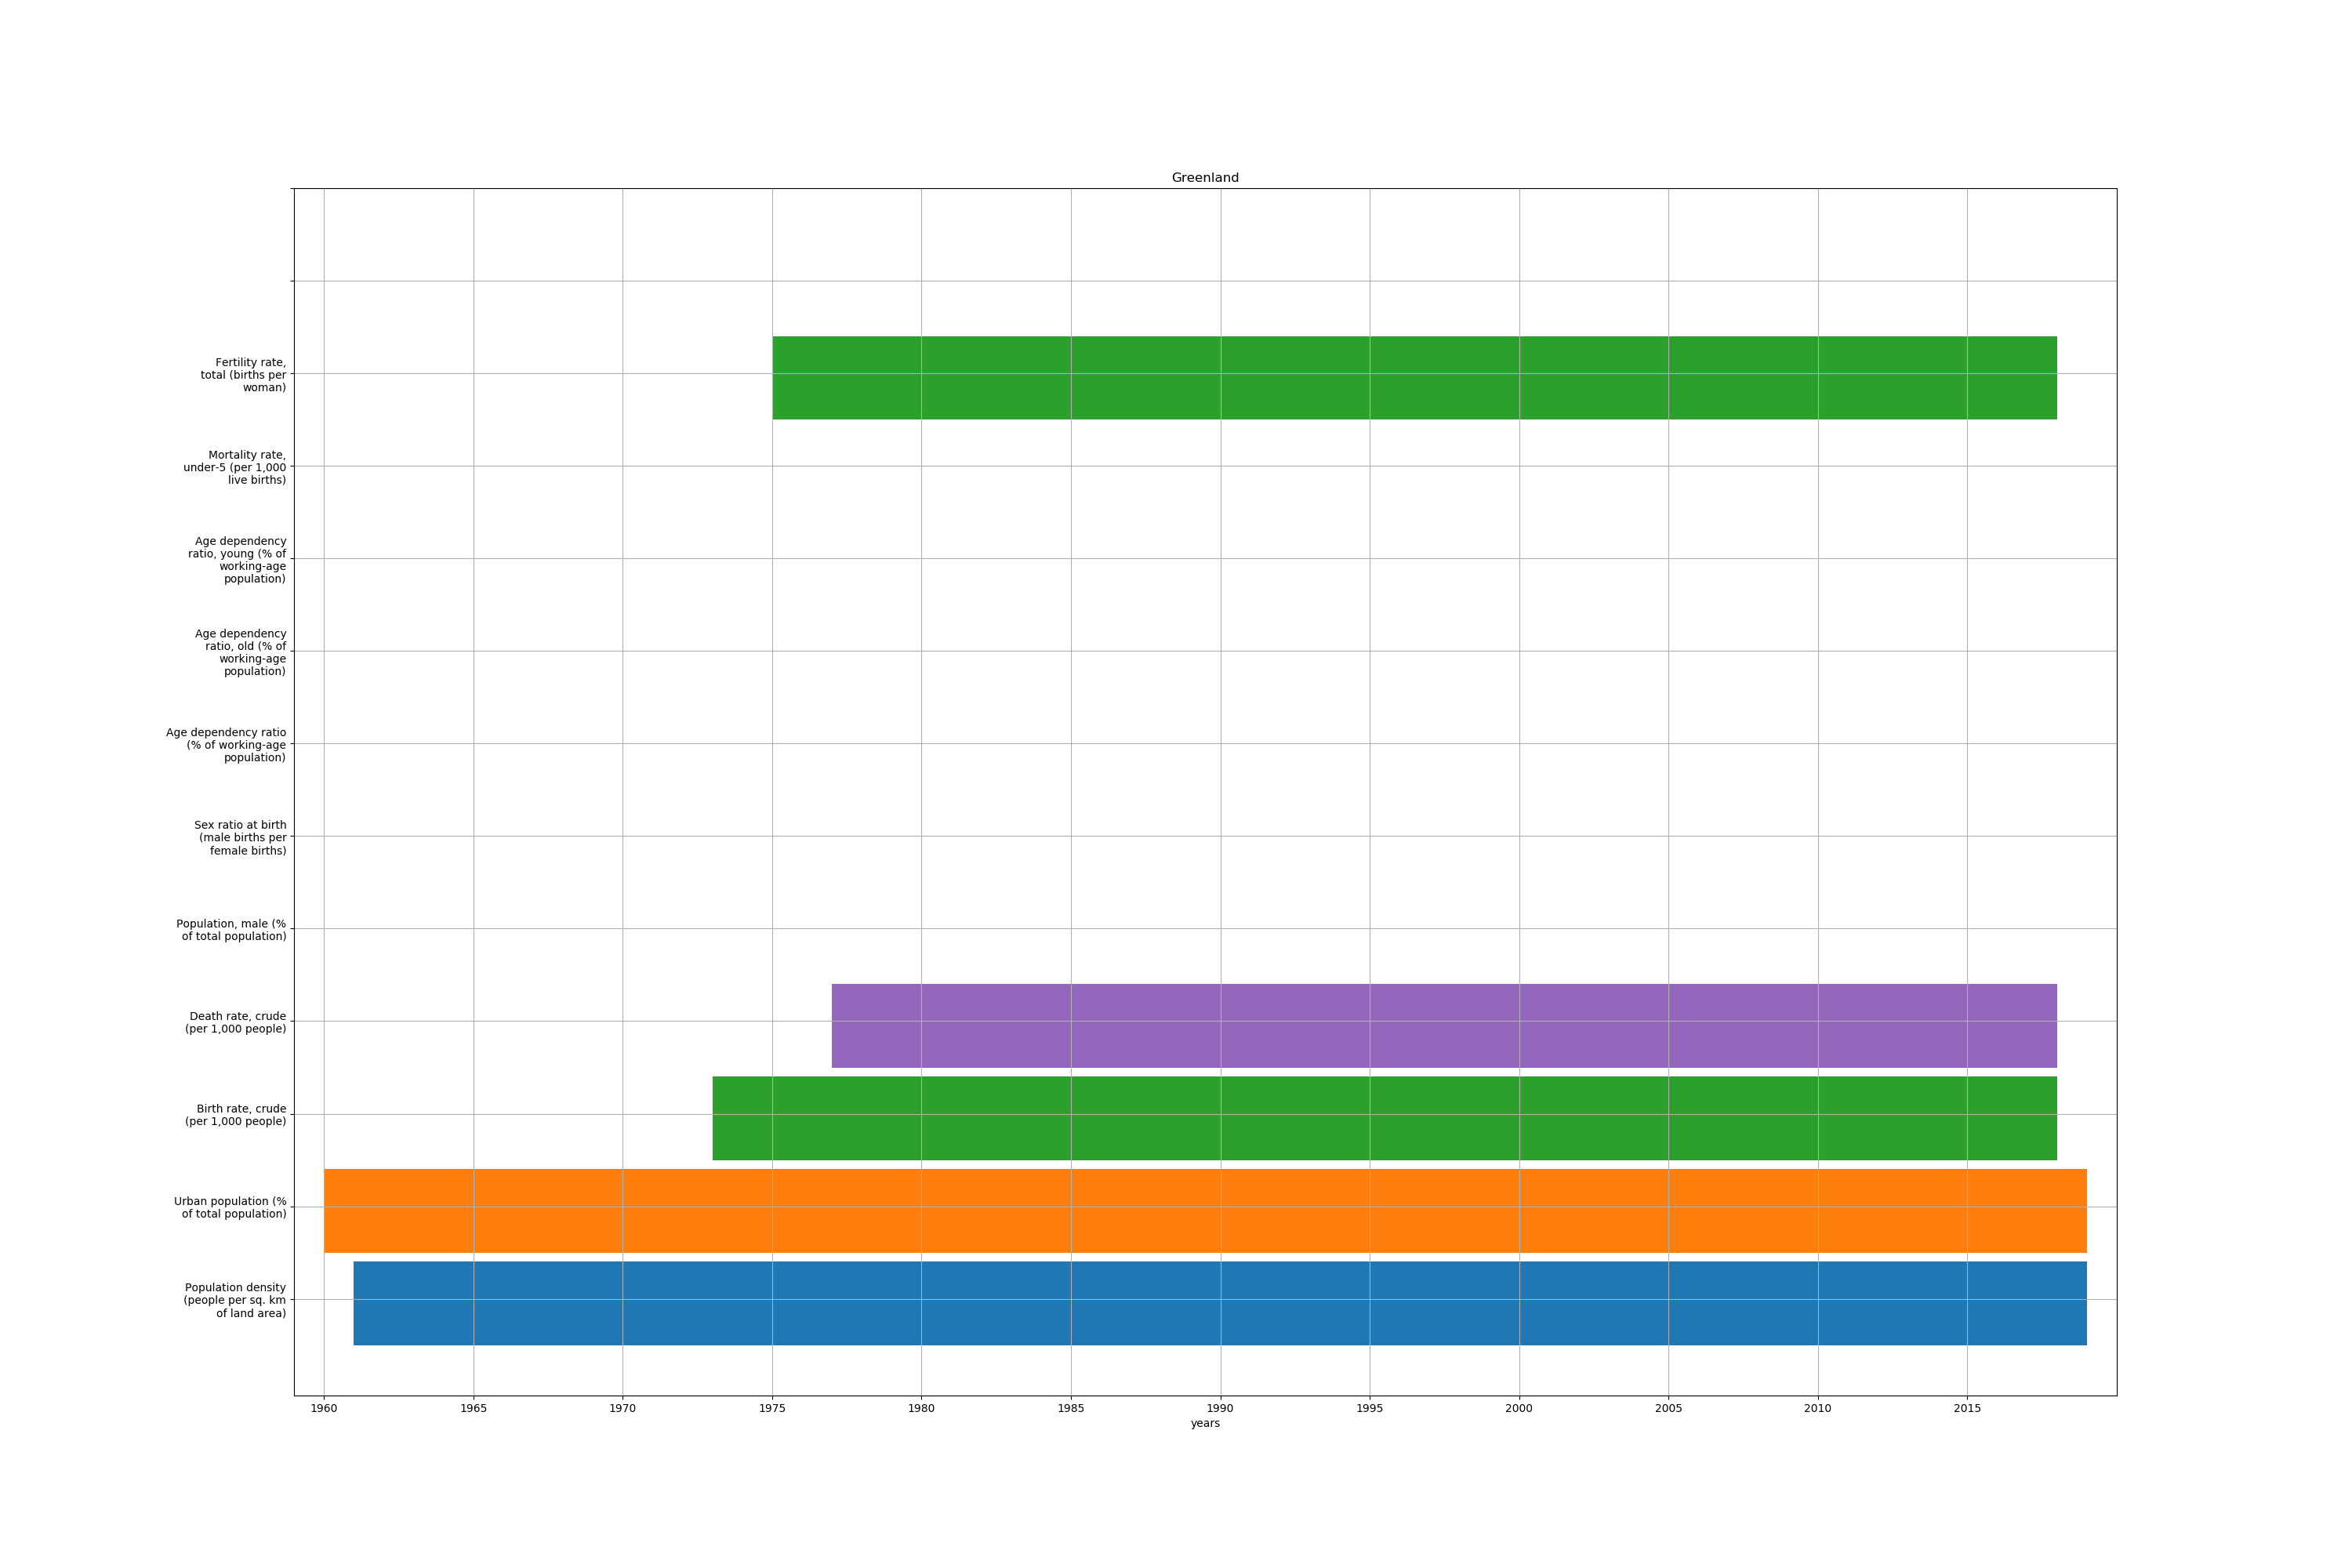 Greenland
Fertility rate,
total (births per
woman)
Mortality rate,
under-5 (per 1,000
live births)
Age dependency
ratio, young (% of
working-age
population)
Age dependency
ratio, old (% of
working-age
population)
Age dependency ratio
(% of working-age
population)
Sex ratio at birth
(male births per
female births)
Population, male (%
of total population)
Death rate, crude
(per 1,000 people)
Birth rate, crude
(per 1,000 people)
Urban population (%
of total population)
Population density
(people per sq. km
of land area)
1960 1965 1970 1975 1980 1985 1990 1995 2000 2005 2010 2015
years